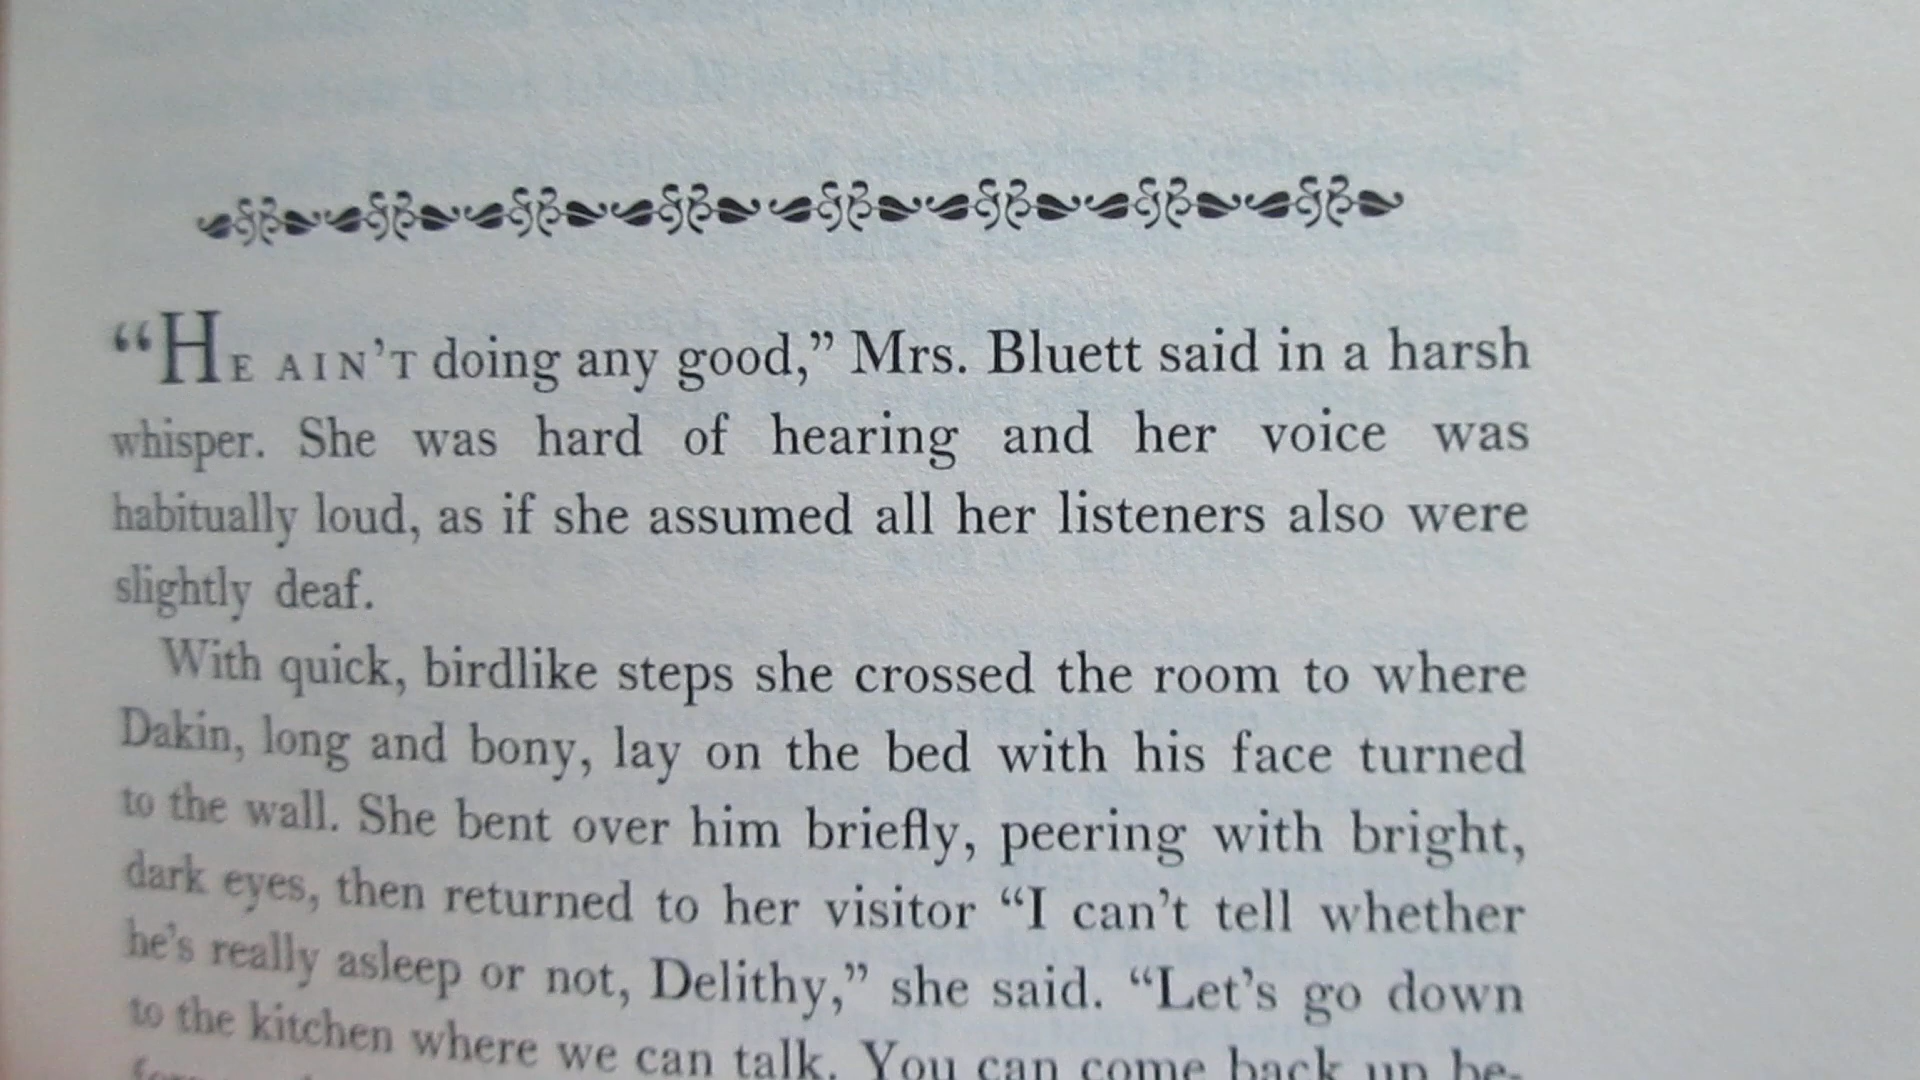 “HE AIN’T doing any good,” Mrs. Bluett said in a harsh
whisper. She was hard of hearing and her voice was
habitually loud, as if she assumed all her listeners also were
slightly deaf.
With quick, birdlike steps she crossed the room to where
Dakin, long and bony, lay on the bed with his face turned
to the wall. She bent over him briefly, peering with bright,
dark eyes, then returned to her visitor “I can’t tell whether
he’s really asleep or not, Delithy,” she said. “Let’s go down
to the kitchen where we can talk. You can come back up be-